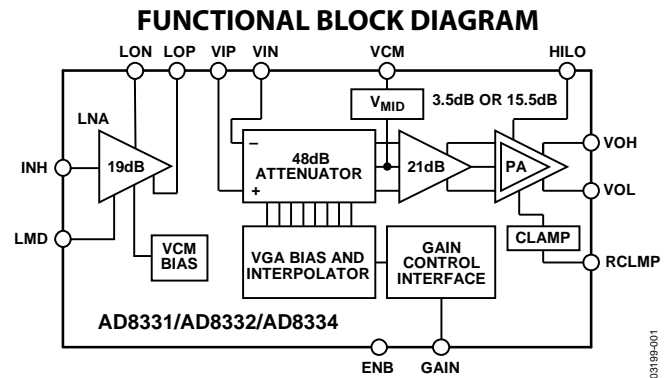 FUNCTIONAL BLOCK DIAGRAM
LON LOP VIP VIN VCM HILO
LNA
VMID
3.5dB OR 15.5dB
INH
19dB
–
+
48dB
ATTENUATOR
21dB
PA
VOH
VOL
LMD
VCM
BIAS
VGA BIAS AND
INTERPOLATOR
GAIN
CONTROL
INTERFACE
CLAMP
RCLMP
AD8331/AD8332/AD8334
ENB GAIN
03199-001